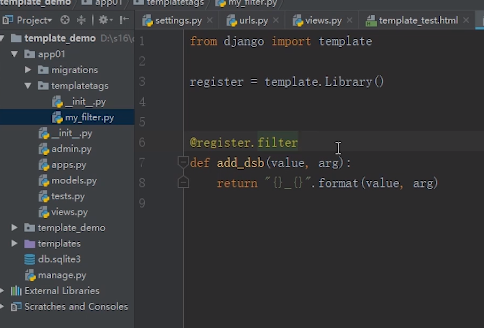 template_demo app01 templatetags my_filter.py
Project
settings.py urls.py views.py template_test.html
template_demo D:\s16\
app01
migrations
templatetags
__init__.py
my_filter.py
__init__.py
admin.py
apps.py
models.py
tests.py
views.py
template_demo
templates
db.sqlite3
manage.py
External Libraries
Scratches and Consoles
1 from django import template
2
3 register = template.Library()
4
5
6 @register.filter
7 def add_dsb(value, arg):
8 return "{}_{}".format(value, arg)
9